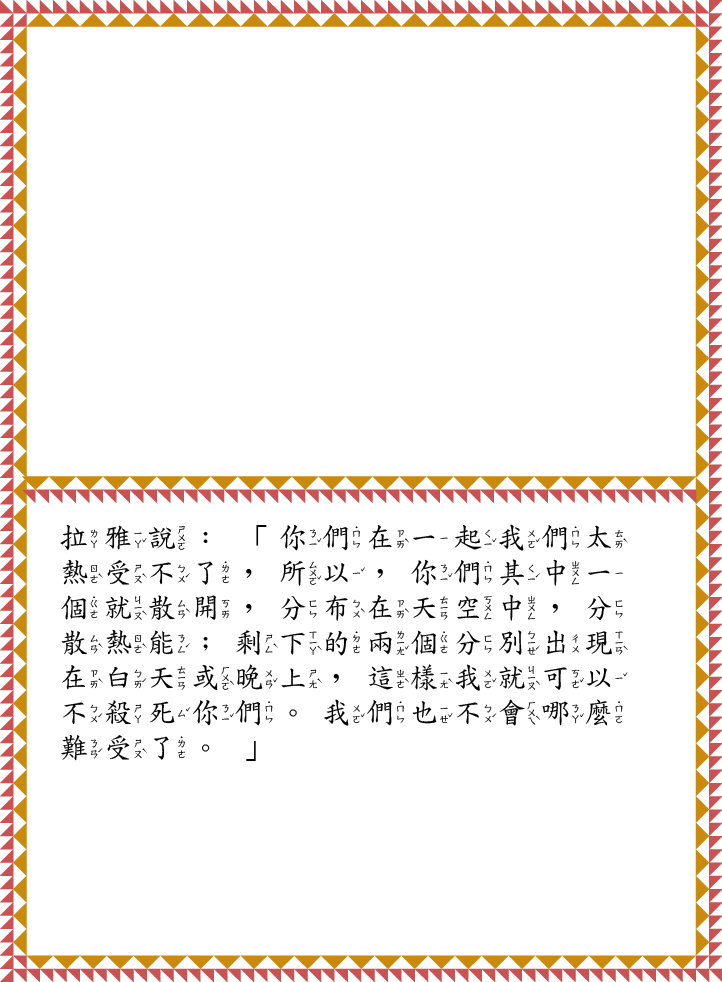 拉雅說：「你們在一起我們太
熱受不了，所以，你們其中一
個就散開，分布在天空中，分
散熱能；剩下的兩個分別出現
在白天或晚上，這樣我就可以
不殺死你們。我們也不會哪麼
難受了。」